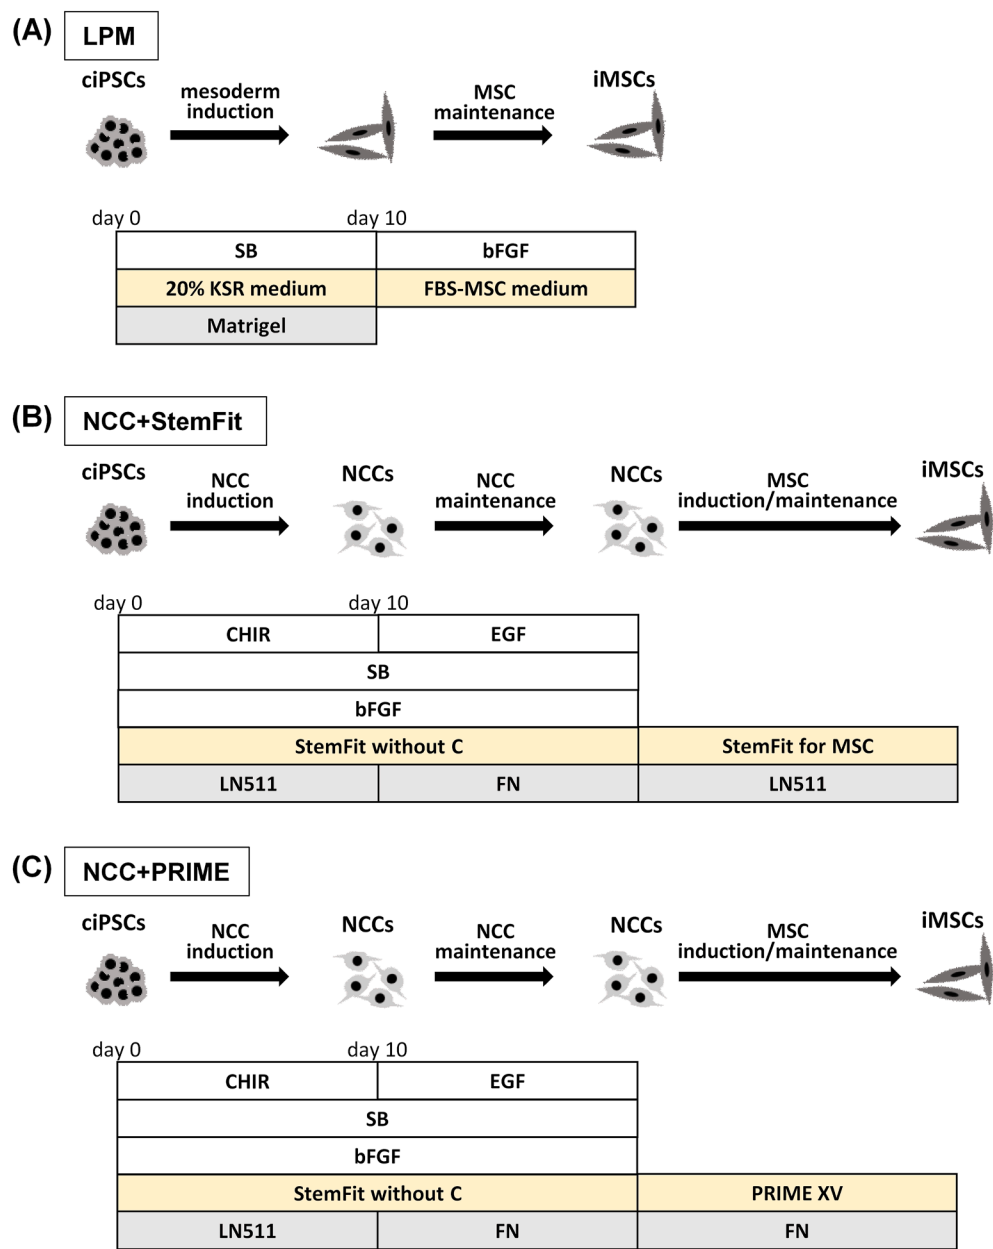 (A) LPM
ciPSCs
mesoderm
induction
MSC
maintenance
iMSCs
day 0
day 10
SB
bFGF
20% KSR medium
FBS-MSC medium
Matrigel
(B) NCC+StemFit
ciPSCs
NCC
induction
NCCs
NCC
maintenance
NCCs
MSC
induction/maintenance
iMSCs
day 0
day 10
CHIR
EGF
SB
bFGF
StemFit without C
StemFit for MSC
LN511
FN
LN511
(C) NCC+PRIME
ciPSCs
NCC
induction
NCCs
NCC
maintenance
NCCs
MSC
induction/maintenance
iMSCs
day 0
day 10
CHIR
EGF
SB
bFGF
StemFit without C
PRIME XV
LN511
FN
FN